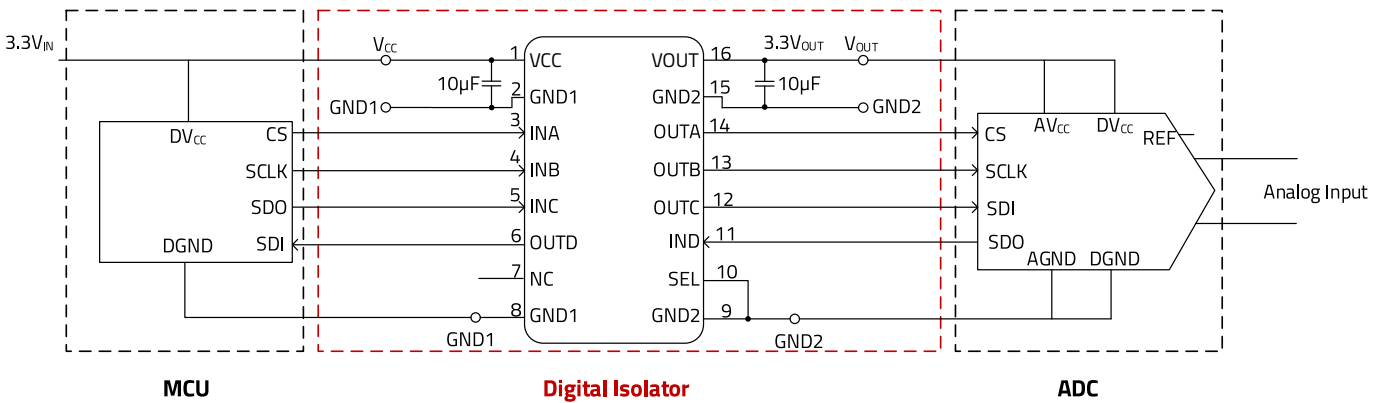 3.3VIN
VCC
10µF
GND1
DVCC
CS
SCLK
SDO
SDI
DGND
GND1
MCU
1 VCC
2 GND1
3 INA
4 INB
5 INC
6 OUTD
7 NC
8 GND1
VOUT 16
GND2 15
OUTA 14
OUTB 13
OUTC 12
IND 11
SEL 10
GND2 9
3.3VOUT
VOUT
10µF
GND2
GND2
Digital Isolator
AVCC
DVCC
REF
CS
SCLK
SDI
SDO
AGND
DGND
Analog Input
ADC